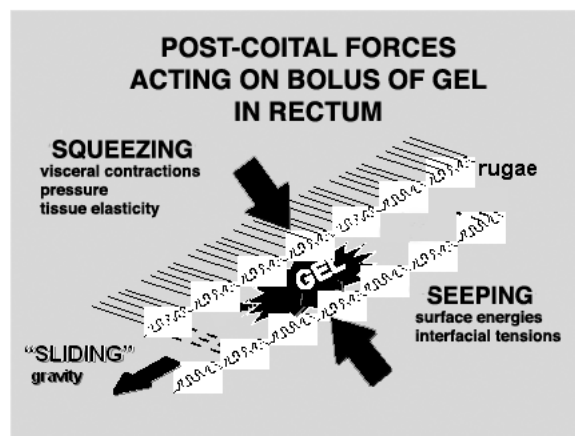 POST-COITAL FORCES
ACTING ON BOLUS OF GEL
IN RECTUM
SQUEEZING
visceral contractions
pressure
tissue elasticity
rugae
GEL
SEEPING
surface energies
interfacial tensions
"SLIDING"
gravity